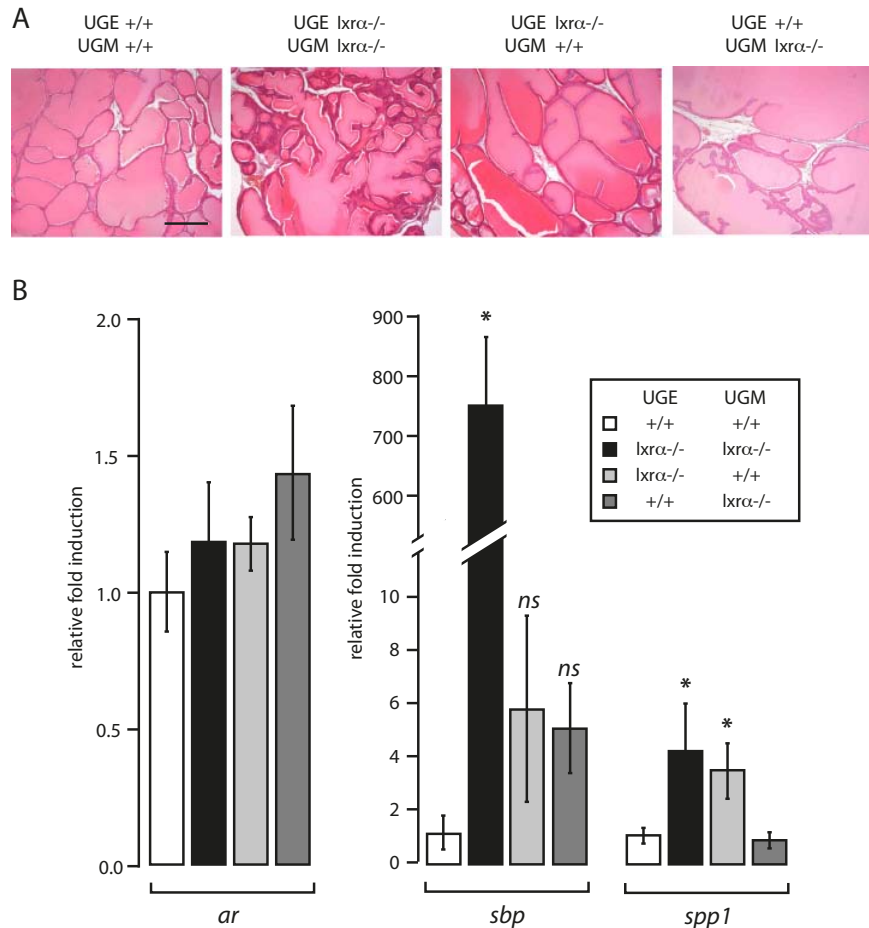 A
UGE +/+ UGE lxrα-/- UGE lxrα-/- UGE +/+
UGM +/+ UGM lxrα-/- UGM +/+ UGM lxrα-/-
B
relative fold induction
2.0
1.5
1.0
0.5
0.0
ar
relative fold induction
900
800
700
600
10
8
6
4
2
0
*
ns
ns
*
*
sbp
spp1
UGE UGM
+/+ +/+
lxrα-/- lxrα-/-
lxrα-/- +/+
+/+ lxrα-/-